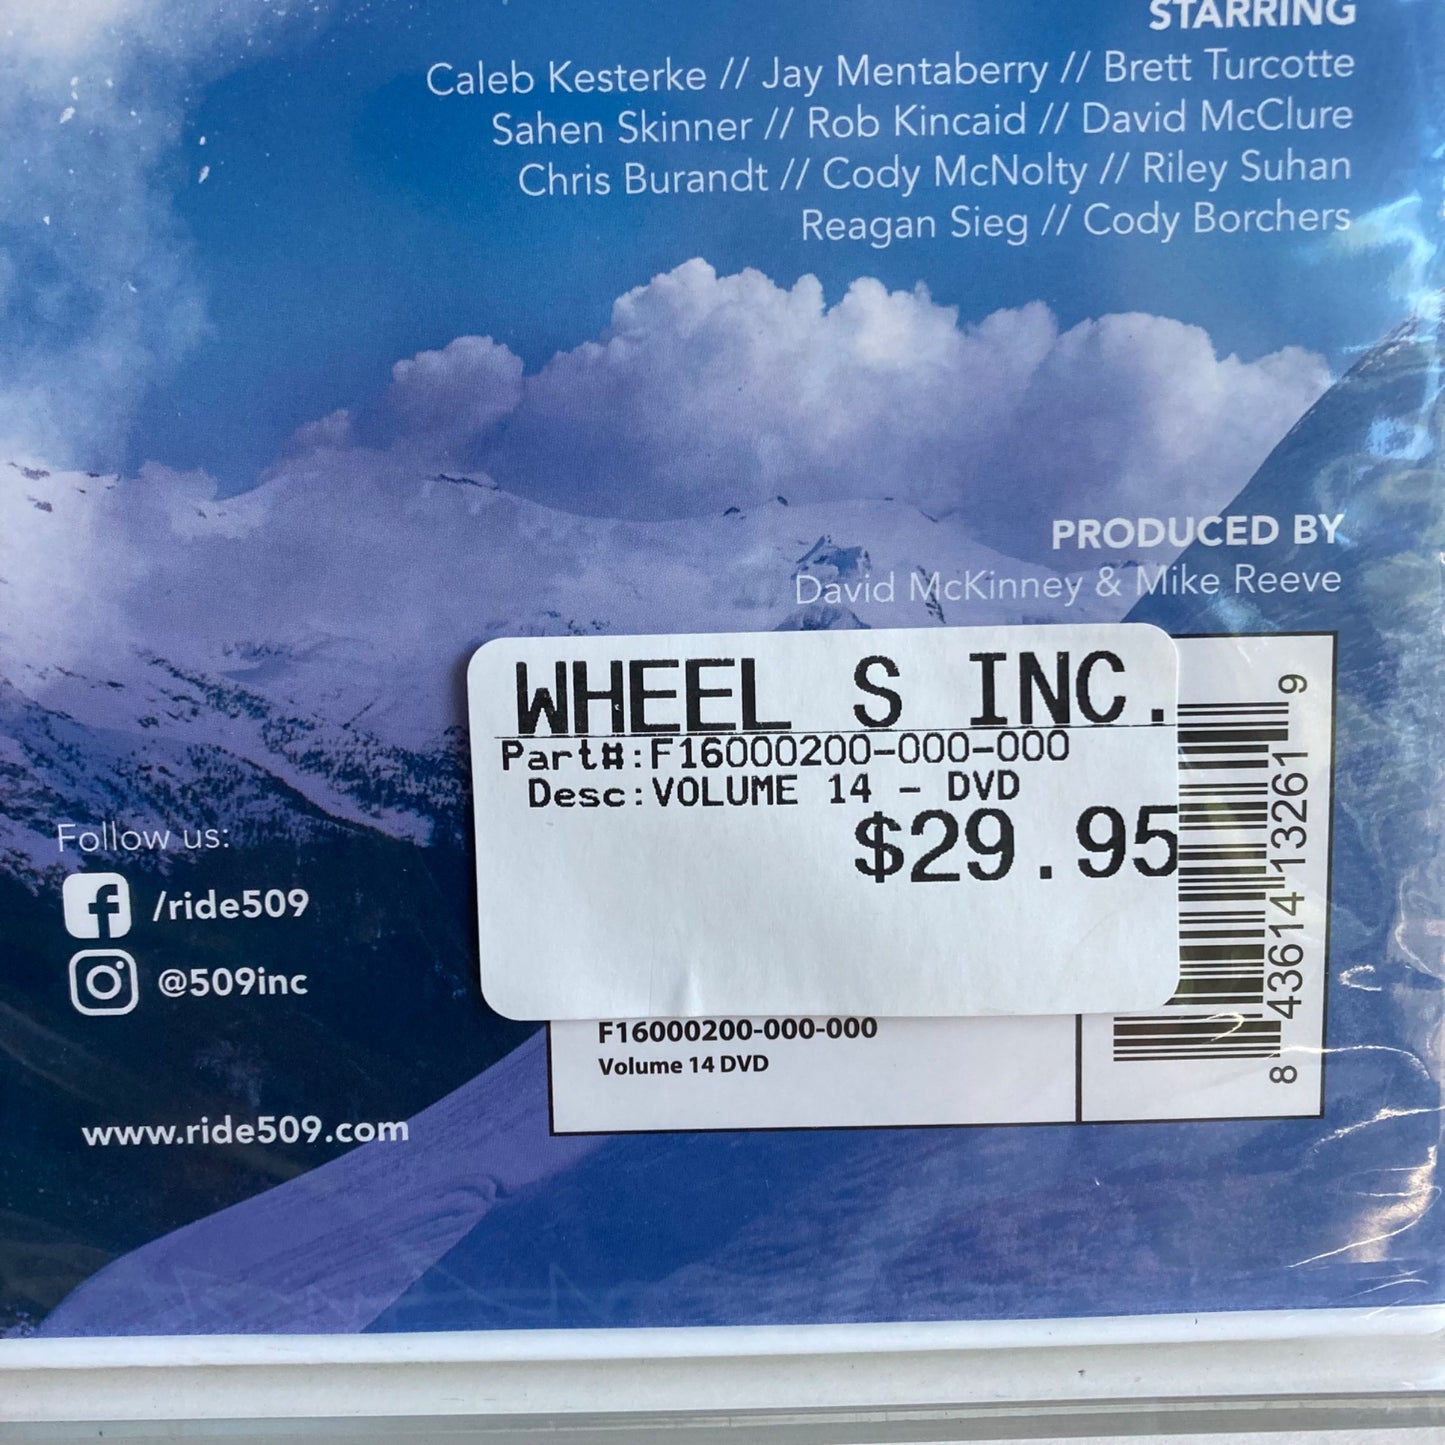 STARRING
Caleb Kesterke // Jay Mentaberry // Brett Turcotte
Sahen Skinner // Rob Kincaid // David McClure
Chris Burandt // Cody McNolty // Riley Suhan
Reagan Sieg // Cody Borchers
PRODUCED BY
David McKinney & Mike Reeve
WHEEL S INC.
Part#:F16000200-000-000
Desc:VOLUME 14 - DVD
$29.95
F16000200-000-000
Volume 14 DVD
8 43614 13261 9
Follow us:
/ride509
@509inc
www.ride509.com